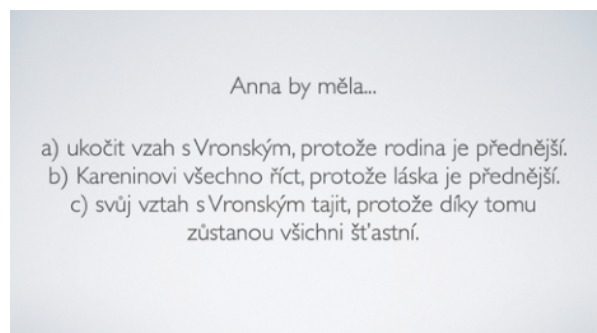 Anna by měla...
a) ukočit vzah s Vronským, protože rodina je přednější.
b) Kareninovi všechno říct, protože láska je přednější.
c) svůj vztah s Vronským tajit, protože díky tomu
zůstanou všichni šťastní.